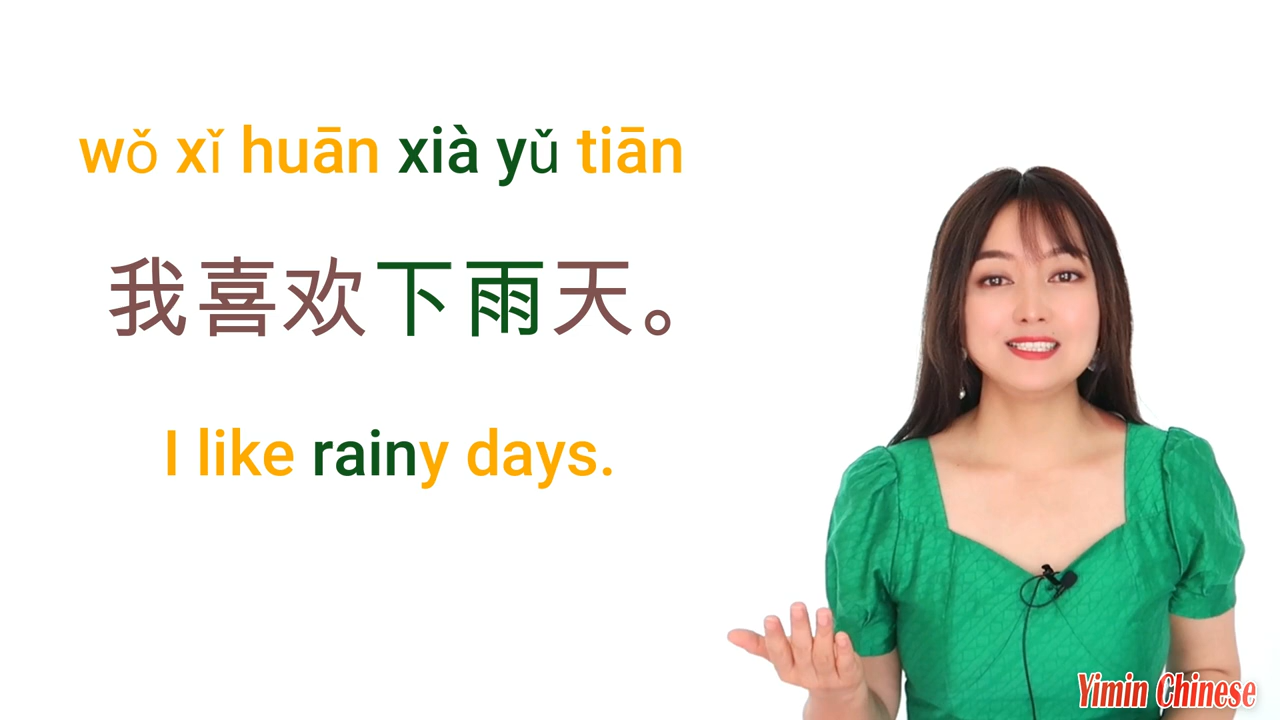 wǒ xǐ huān xià yǔ tiān
我喜欢下雨天。
I like rainy days.
Yimin Chinese